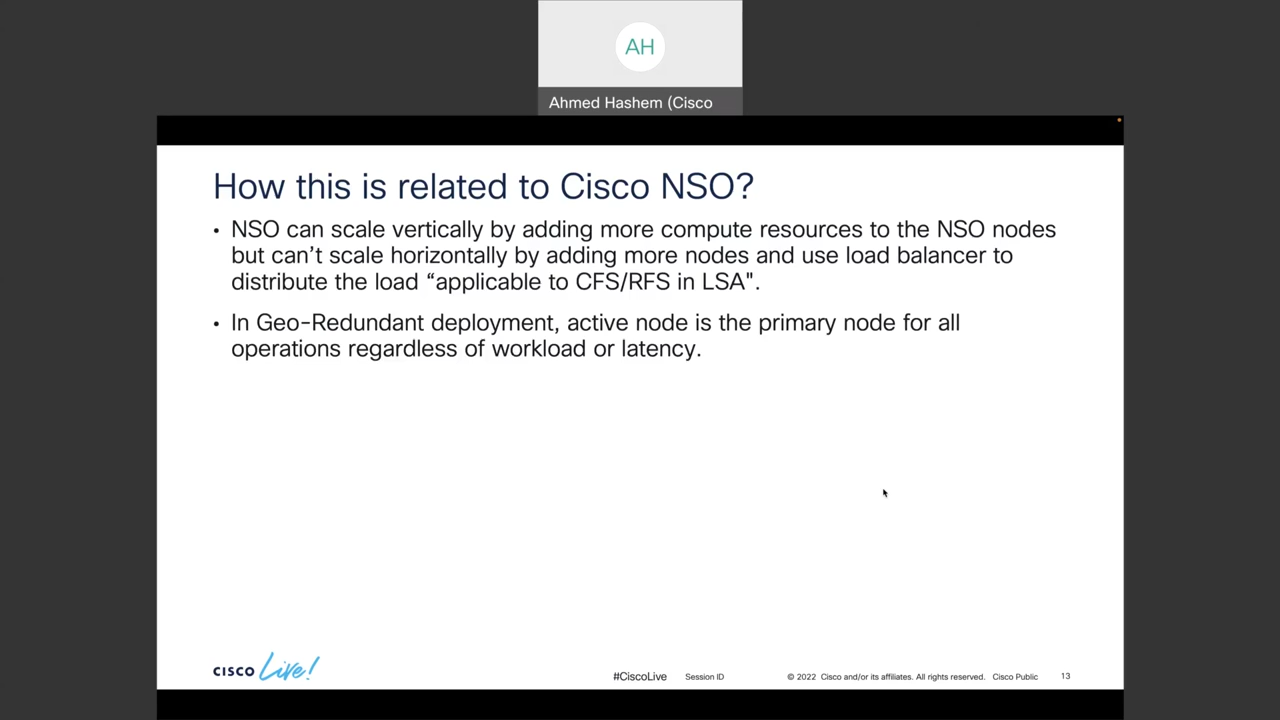 AH
Ahmed Hashem (Cisco
How this is related to Cisco NSO?
• NSO can scale vertically by adding more compute resources to the NSO nodes
but can’t scale horizontally by adding more nodes and use load balancer to
distribute the load “applicable to CFS/RFS in LSA".
• In Geo-Redundant deployment, active node is the primary node for all
operations regardless of workload or latency.
CISCO Live!
#CiscoLive Session ID © 2022 Cisco and/or its affiliates. All rights reserved. Cisco Public 13